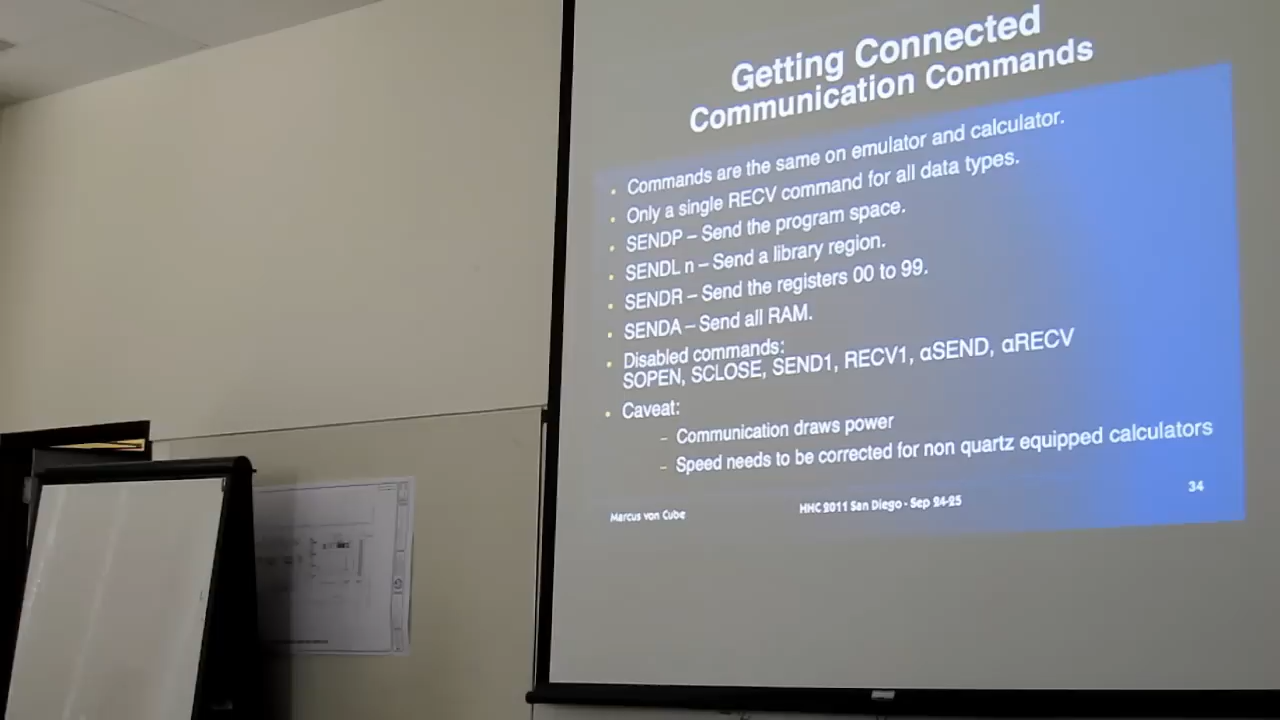 Getting Connected
Communication Commands
• Commands are the same on emulator and calculator.
• Only a single RECV command for all data types.
• SENDP – Send the program space.
• SENDL n – Send a library region.
• SENDR – Send the registers 00 to 99.
• SENDA – Send all RAM.
• Disabled commands:
SOPEN, SCLOSE, SEND1, RECV1, αSEND, αRECV
• Caveat:
– Communication draws power
– Speed needs to be corrected for non quartz equipped calculators
Marcus von Cube
HHC 2011 San Diego - Sep 24-25
34